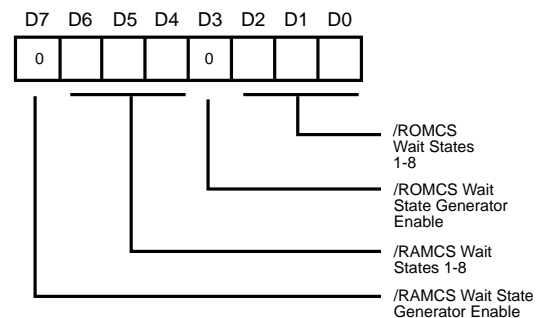 D7 D6 D5 D4 D3 D2 D1 D0
0 0
/ROMCS
Wait States
1-8
/ROMCS Wait
State Generator
Enable
/RAMCS Wait
States 1-8
/RAMCS Wait State
Generator Enable